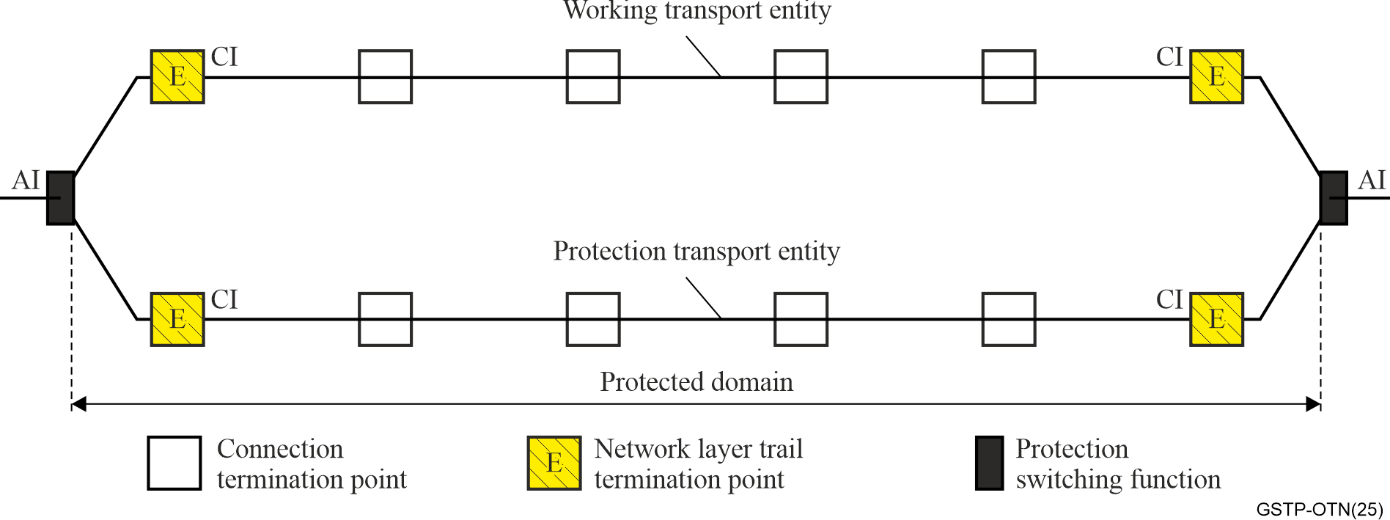 Working transport entity
E CI CI E
AI AI
Protection transport entity
E CI CI E
Protected domain
Connection
termination point
E
Network layer trail
termination point
Protection
switching function
GSTP-OTN(25)